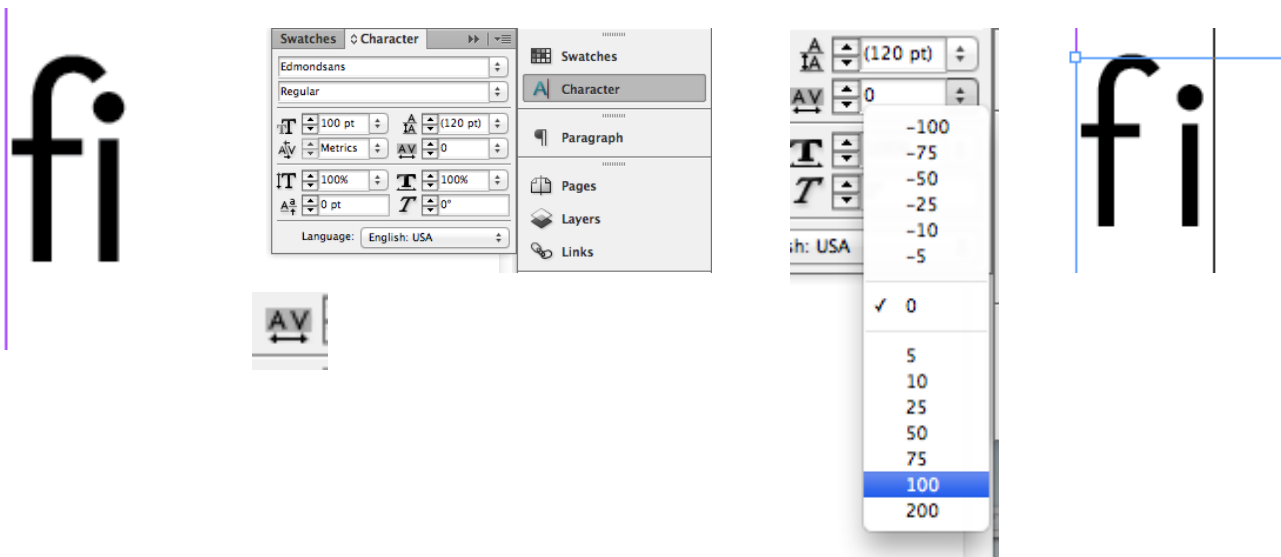 fi
Swatches Character
Edmondsans
Regular
100 pt (120 pt)
Metrics 0
100% 100%
0 pt 0°
Language: English: USA
Swatches
Character
Paragraph
Pages
Layers
Links
AV
(120 pt)
0
-100
-75
-50
-25
-10
-5
✓ 0
5
10
25
50
75
100
200
sh: USA
fi